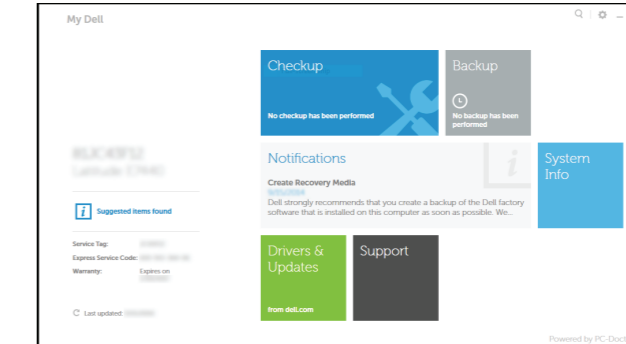 My Dell
Checkup
No checkup has been performed
Backup
No backup has been
performed
Notifications
Create Recovery Media
Dell strongly recommends that you create a backup of the Dell factory
software that is installed on this computer as soon as possible. We...
System
Info
Suggested items found
Service Tag:
Express Service Code:
Warranty:
Expires on
Last updated:
Drivers &
Updates
from dell.com
Support
Powered by PC-Doct